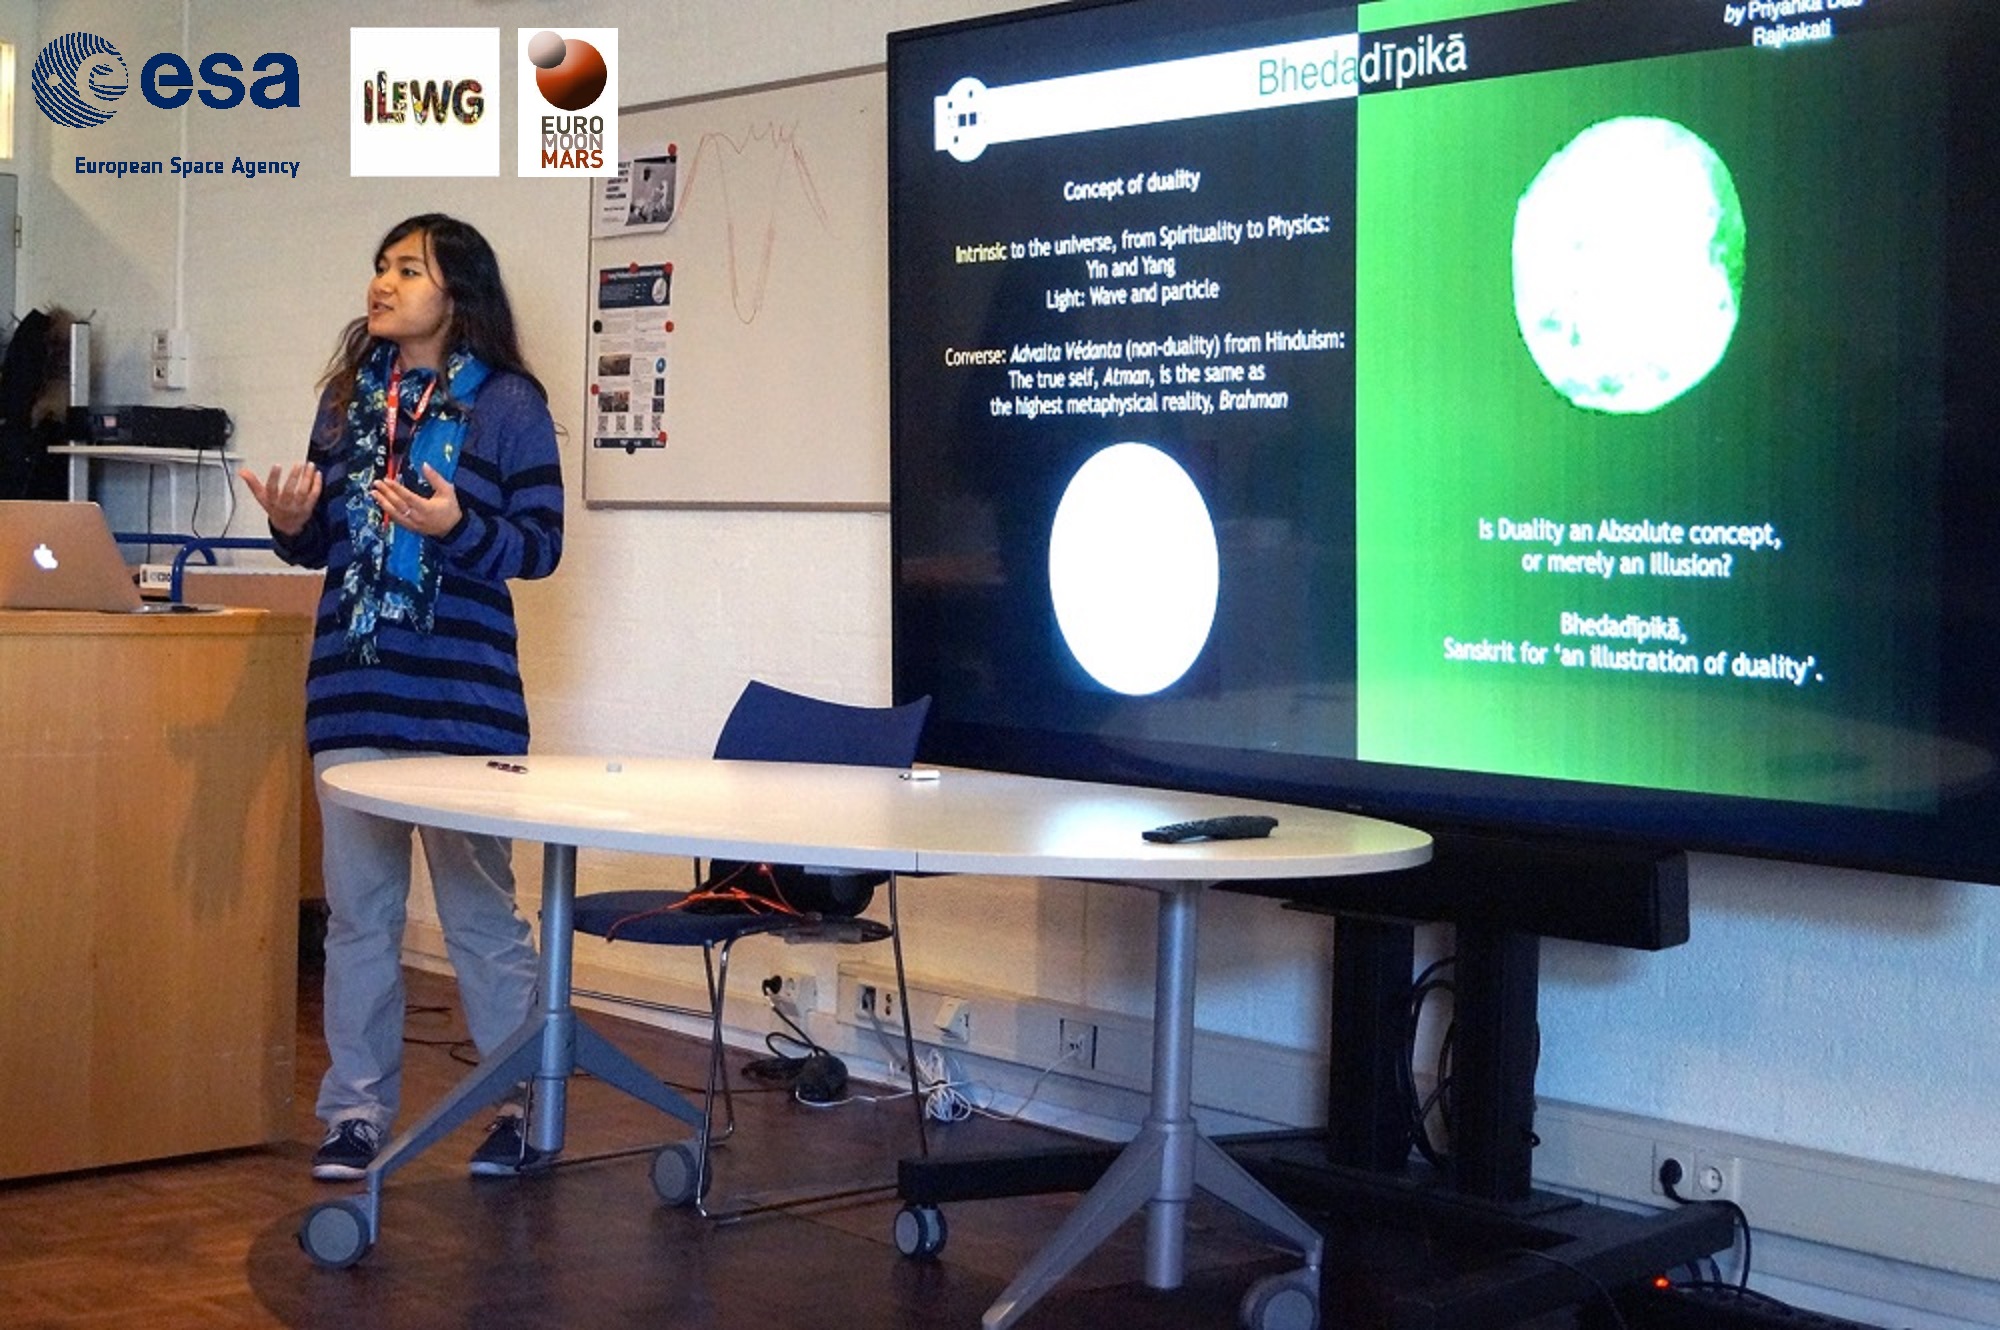 esa
European Space Agency
ILEWG
EURO
MOON
MARS
by Priyanka Das
Rajkakati
Bhedadīpikā
Concept of duality
Intrinsic to the universe, from Spirituality to Physics:
Yin and Yang
Light: Wave and particle
Converse: Advaita Védanta (non-duality) from Hinduism:
The true self, Atman, is the same as
the highest metaphysical reality, Brahman
Is Duality an Absolute concept,
or merely an Illusion?
Bhedadīpikā,
Sanskrit for ‘an illustration of duality’.